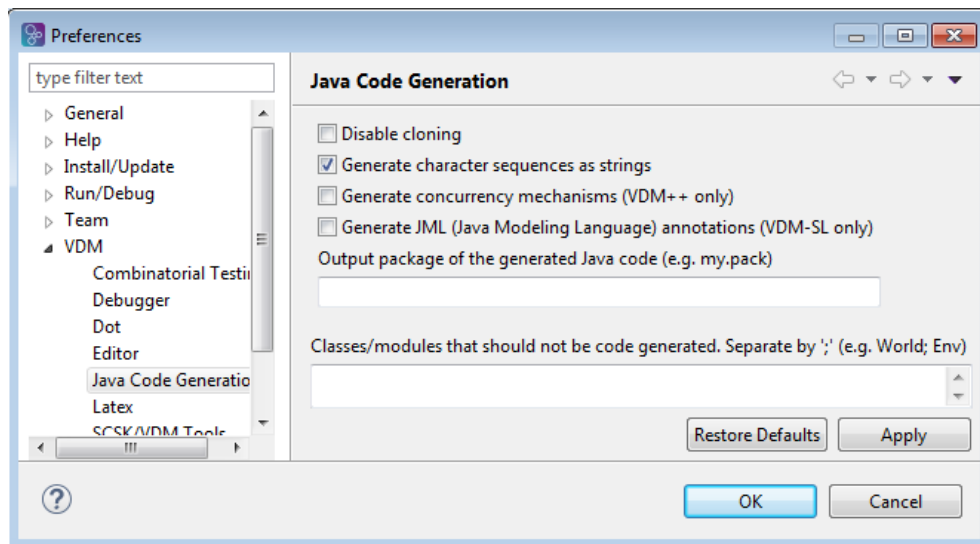 Preferences
type filter text
Java Code Generation
General
Help
Install/Update
Run/Debug
Team
VDM
Combinatorial Testi
Debugger
Dot
Editor
Java Code Generatio
Latex
SCSK/VDM Tools
Disable cloning
Generate character sequences as strings
Generate concurrency mechanisms (VDM++ only)
Generate JML (Java Modeling Language) annotations (VDM-SL only)
Output package of the generated Java code (e.g. my.pack)
Classes/modules that should not be code generated. Separate by ';' (e.g. World; Env)
Restore Defaults
Apply
OK
Cancel